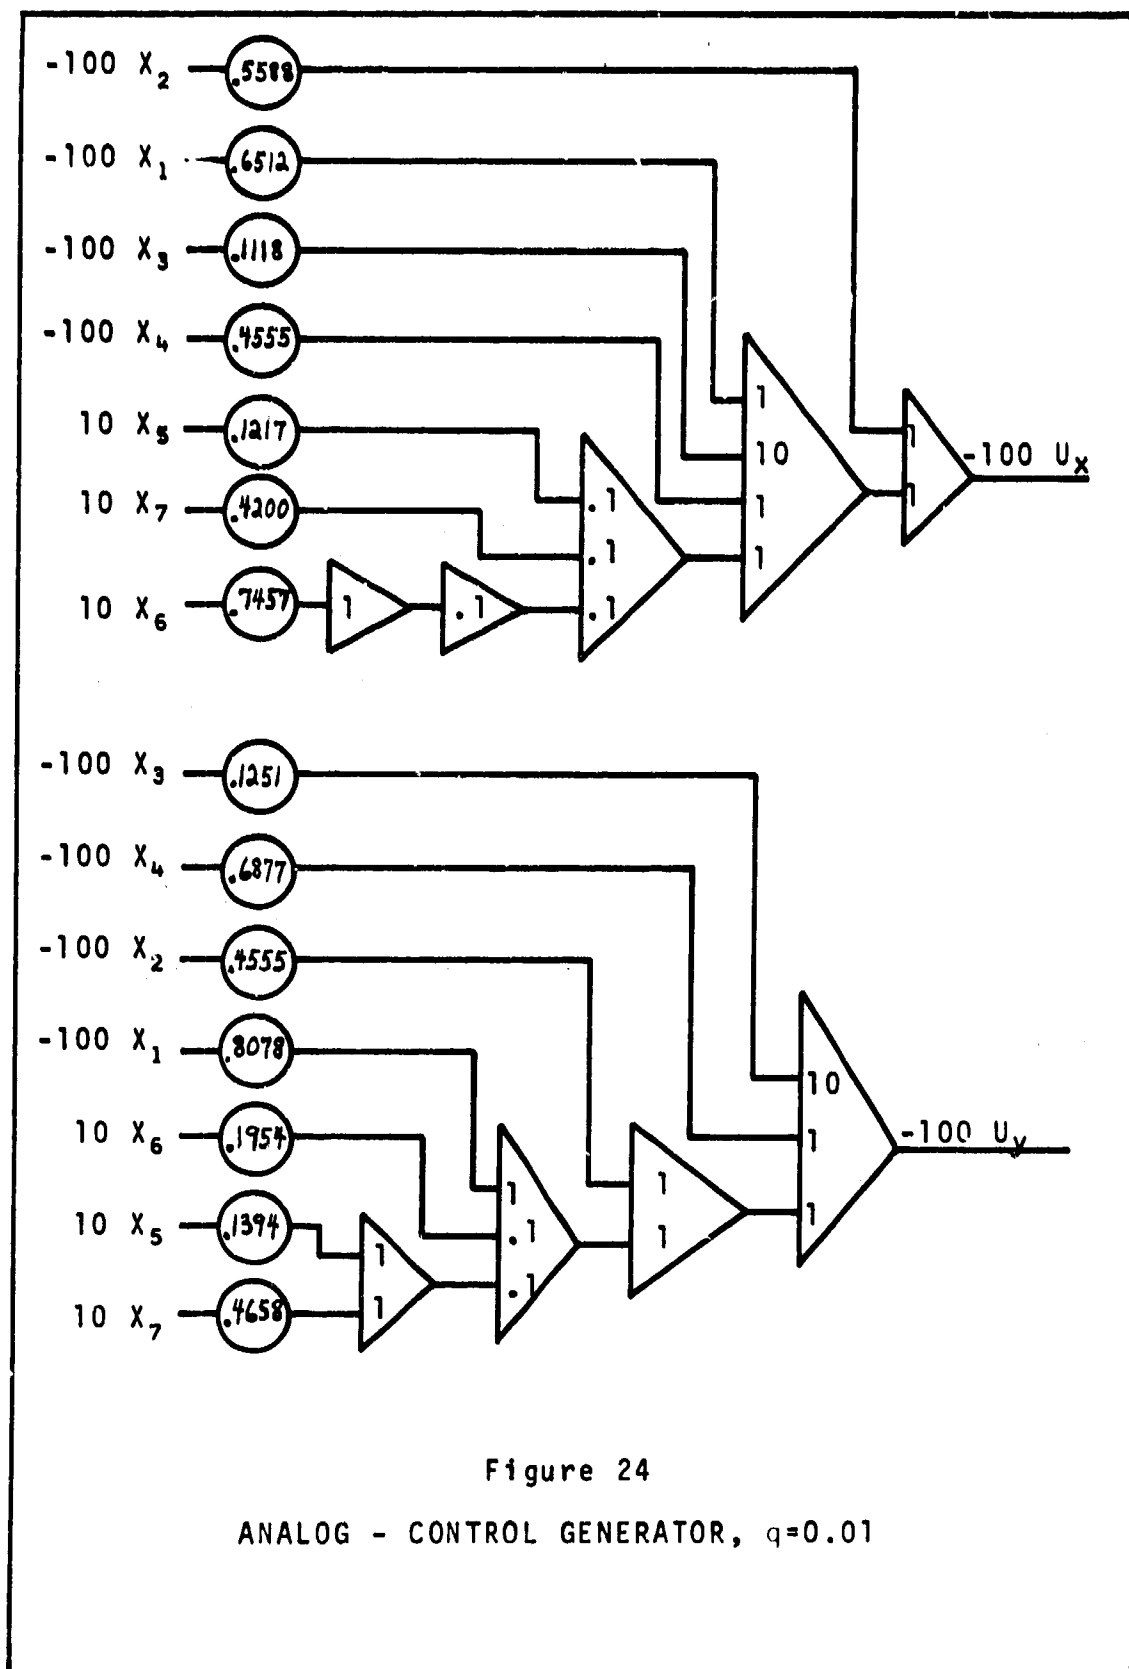 -100 X2 .5588
-100 X1 .6512
-100 X3 .1118
-100 X4 .4555
10 X5 .1217
10 X7 .4200
10 X6 .7457
1
.1
.1
.1
.1
1
10
1
1
1
1
-100 Ux
-100 X3 .1251
-100 X4 .6877
-100 X2 .4555
-100 X1 .8078
10 X6 .1954
10 X5 .1394
10 X7 .4658
1
1
1
.1
.1
1
1
10
1
1
-100 Uy
Figure 24
ANALOG - CONTROL GENERATOR, q=0.01